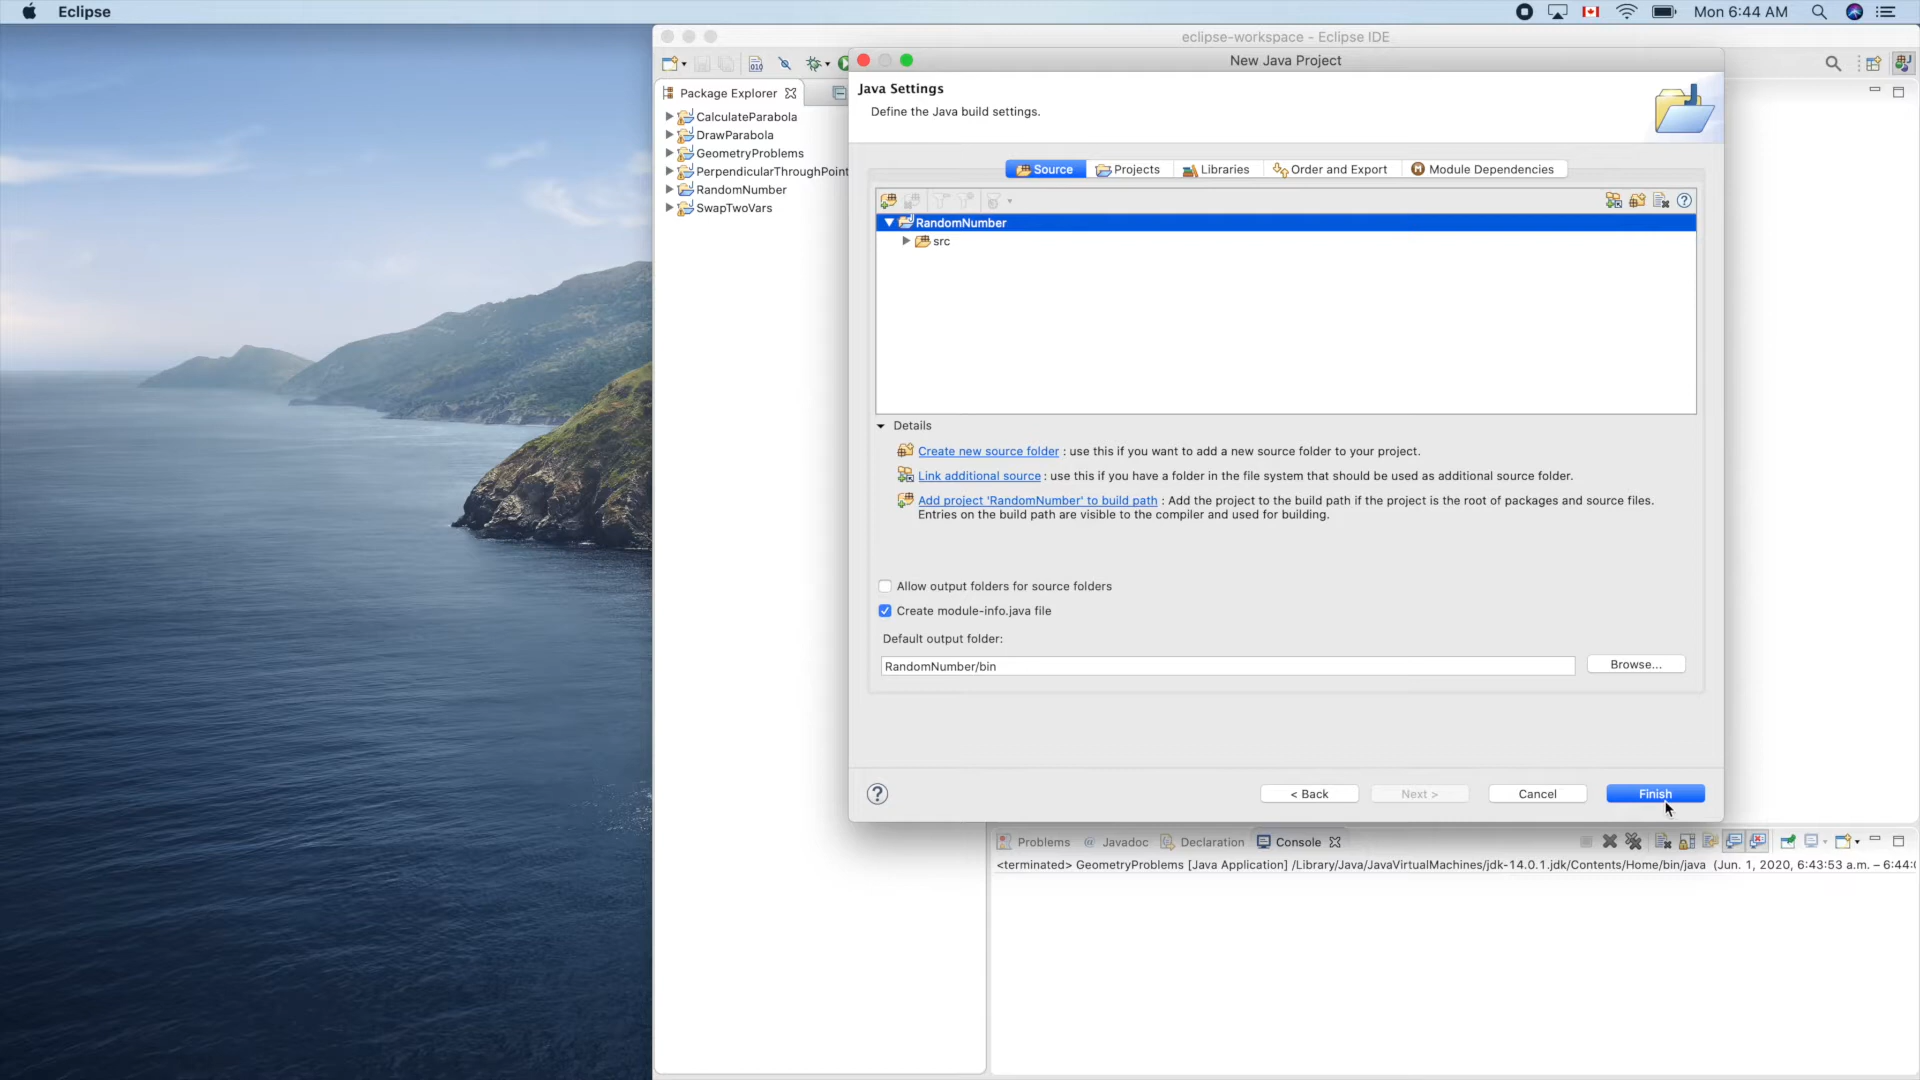 Eclipse
Mon 6:44 AM
eclipse-workspace - Eclipse IDE
New Java Project
Package Explorer
CalculateParabola
DrawParabola
GeometryProblems
PerpendicularThroughPoint
RandomNumber
SwapTwoVars
Java Settings
Define the Java build settings.
Source
Projects
Libraries
Order and Export
Module Dependencies
RandomNumber
src
Details
Create new source folder : use this if you want to add a new source folder to your project.
Link additional source : use this if you have a folder in the file system that should be used as additional source folder.
Add project 'RandomNumber' to build path : Add the project to the build path if the project is the root of packages and source files.
Entries on the build path are visible to the compiler and used for building.
Allow output folders for source folders
Create module-info.java file
Default output folder:
RandomNumber/bin
Browse...
?
< Back
Next >
Cancel
Finish
Problems
@ Javadoc
Declaration
Console
<terminated> GeometryProblems [Java Application] /Library/Java/JavaVirtualMachines/jdk-14.0.1.jdk/Contents/Home/bin/java (Jun. 1, 2020, 6:43:53 a.m. – 6:44:0